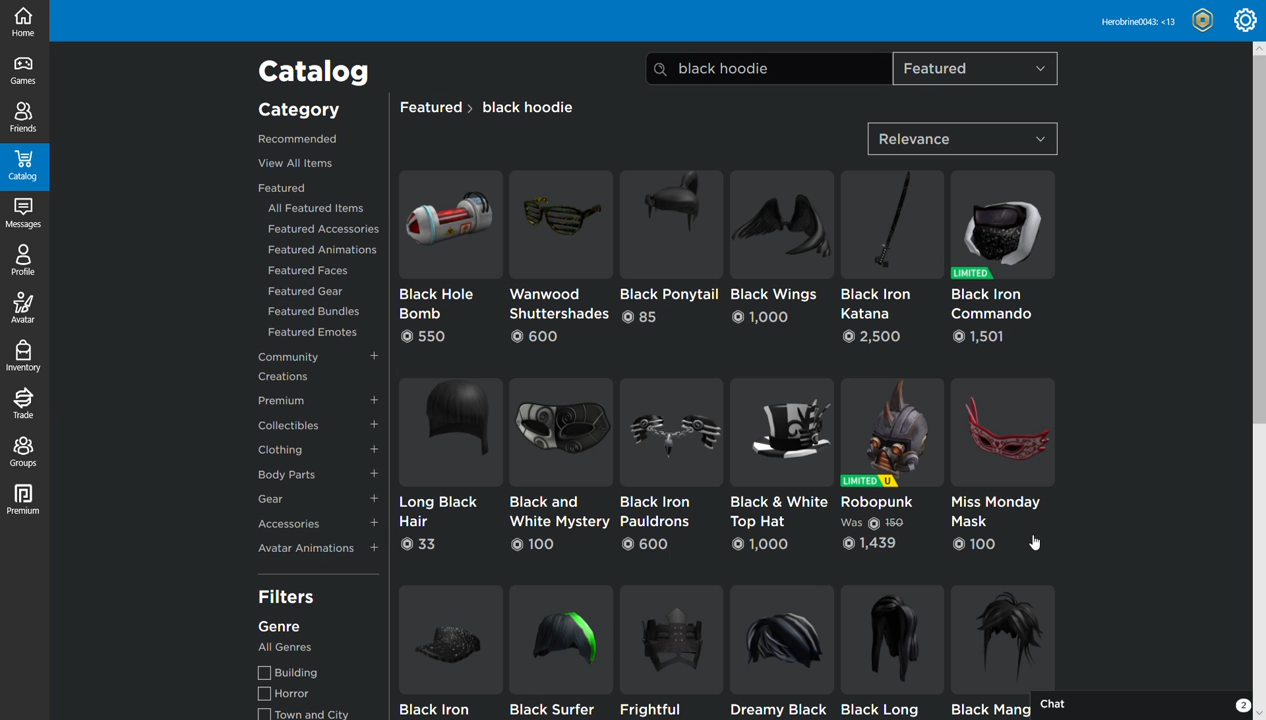 Home
Games
Friends
Catalog
Messages
Profile
Avatar
Inventory
Trade
Groups
Premium
Herobrine0043: <13
Catalog
black hoodie
Featured
Category
Recommended
View All Items
Featured
All Featured Items
Featured Accessories
Featured Animations
Featured Faces
Featured Gear
Featured Bundles
Featured Emotes
Community +
Creations
Premium +
Collectibles +
Clothing +
Body Parts +
Gear +
Accessories +
Avatar Animations +
Filters
Genre
All Genres
Building
Horror
Town and City
Featured > black hoodie
Relevance
Black Hole
Bomb
550
Wanwood
Shuttershades
600
Black Ponytail
85
Black Wings
1,000
Black Iron
Katana
2,500
LIMITED
Black Iron
Commando
1,501
Long Black
Hair
33
Black and
White Mystery
100
Black Iron
Pauldrons
600
Black & White
Top Hat
1,000
LIMITED U
Robopunk
Was 150
1,439
Miss Monday
Mask
100
Black Iron
Black Surfer
Frightful
Dreamy Black
Black Long
Black Mang
Chat
2